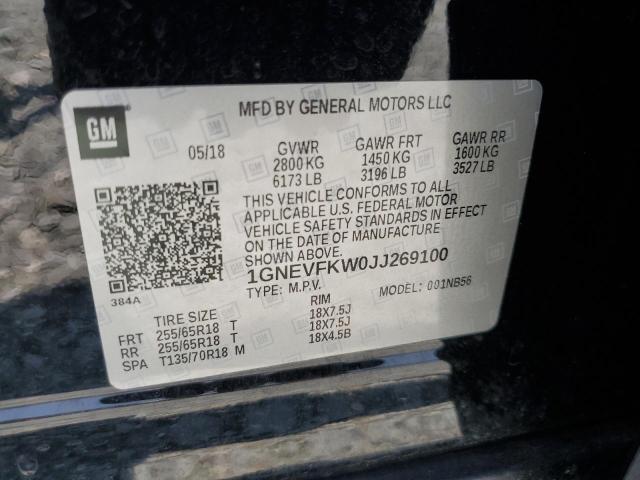 GM
MFD BY GENERAL MOTORS LLC
05/18 GVWR GAWR FRT GAWR RR
2800 KG 1450 KG 1600 KG
6173 LB 3196 LB 3527 LB
THIS VEHICLE CONFORMS TO ALL
APPLICABLE U.S. FEDERAL MOTOR
VEHICLE SAFETY STANDARDS IN EFFECT
ON THE DATE OF MANUFACTURE
SHOWN ABOVE.
1GNEVFKW0JJ269100
384A
TYPE: M.P.V. MODEL: 001NB56
TIRE SIZE RIM
FRT 255/65R18 T 18X7.5J
RR 255/65R18 T 18X7.5J
SPA T135/70R18 M 18X4.5B